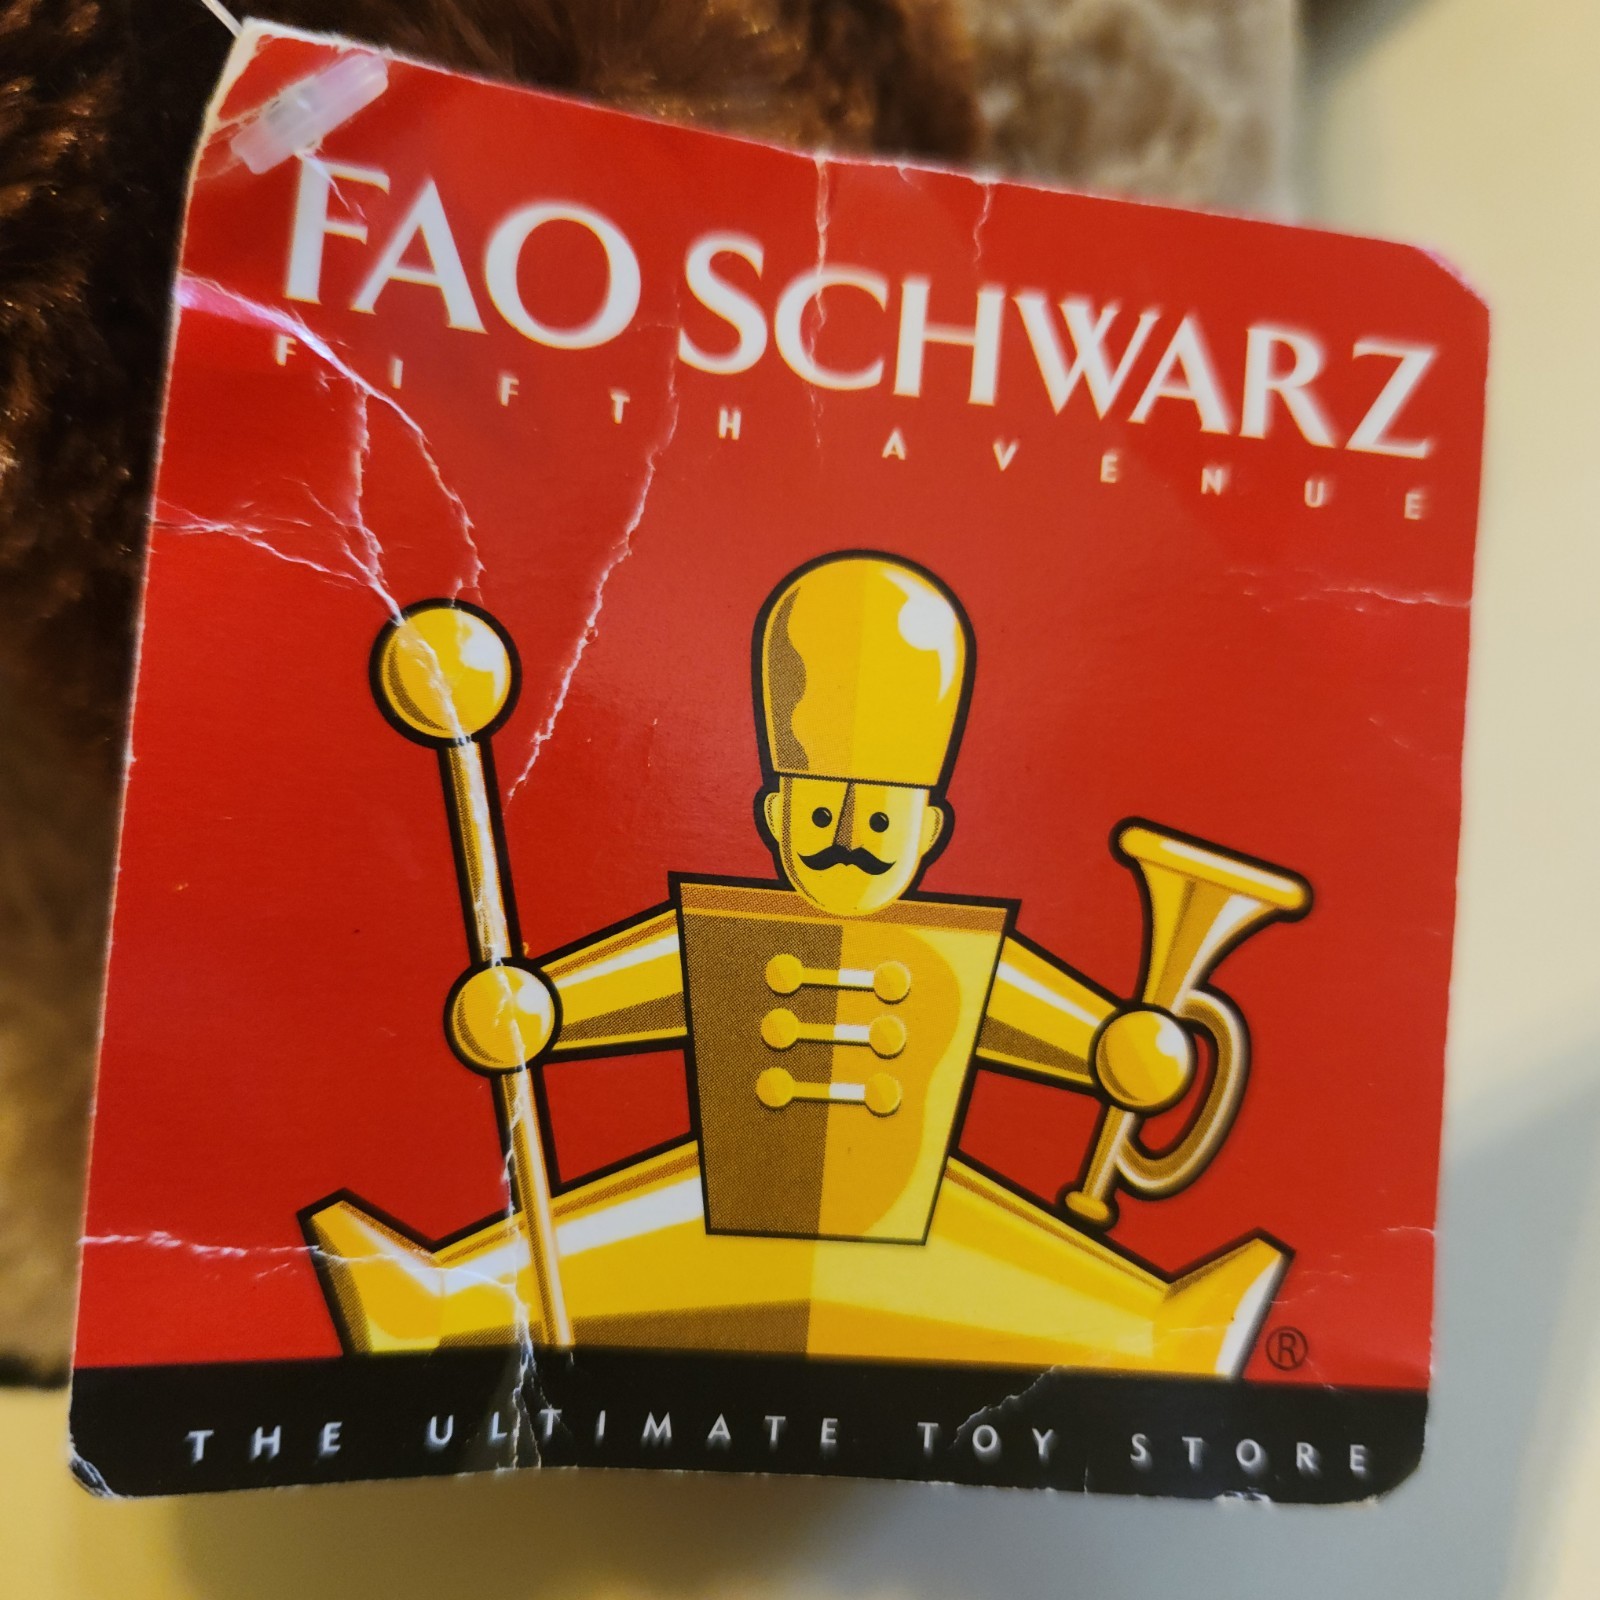 FAO SCHWARZ
FIFTH AVENUE
®
THE ULTIMATE TOY STORE